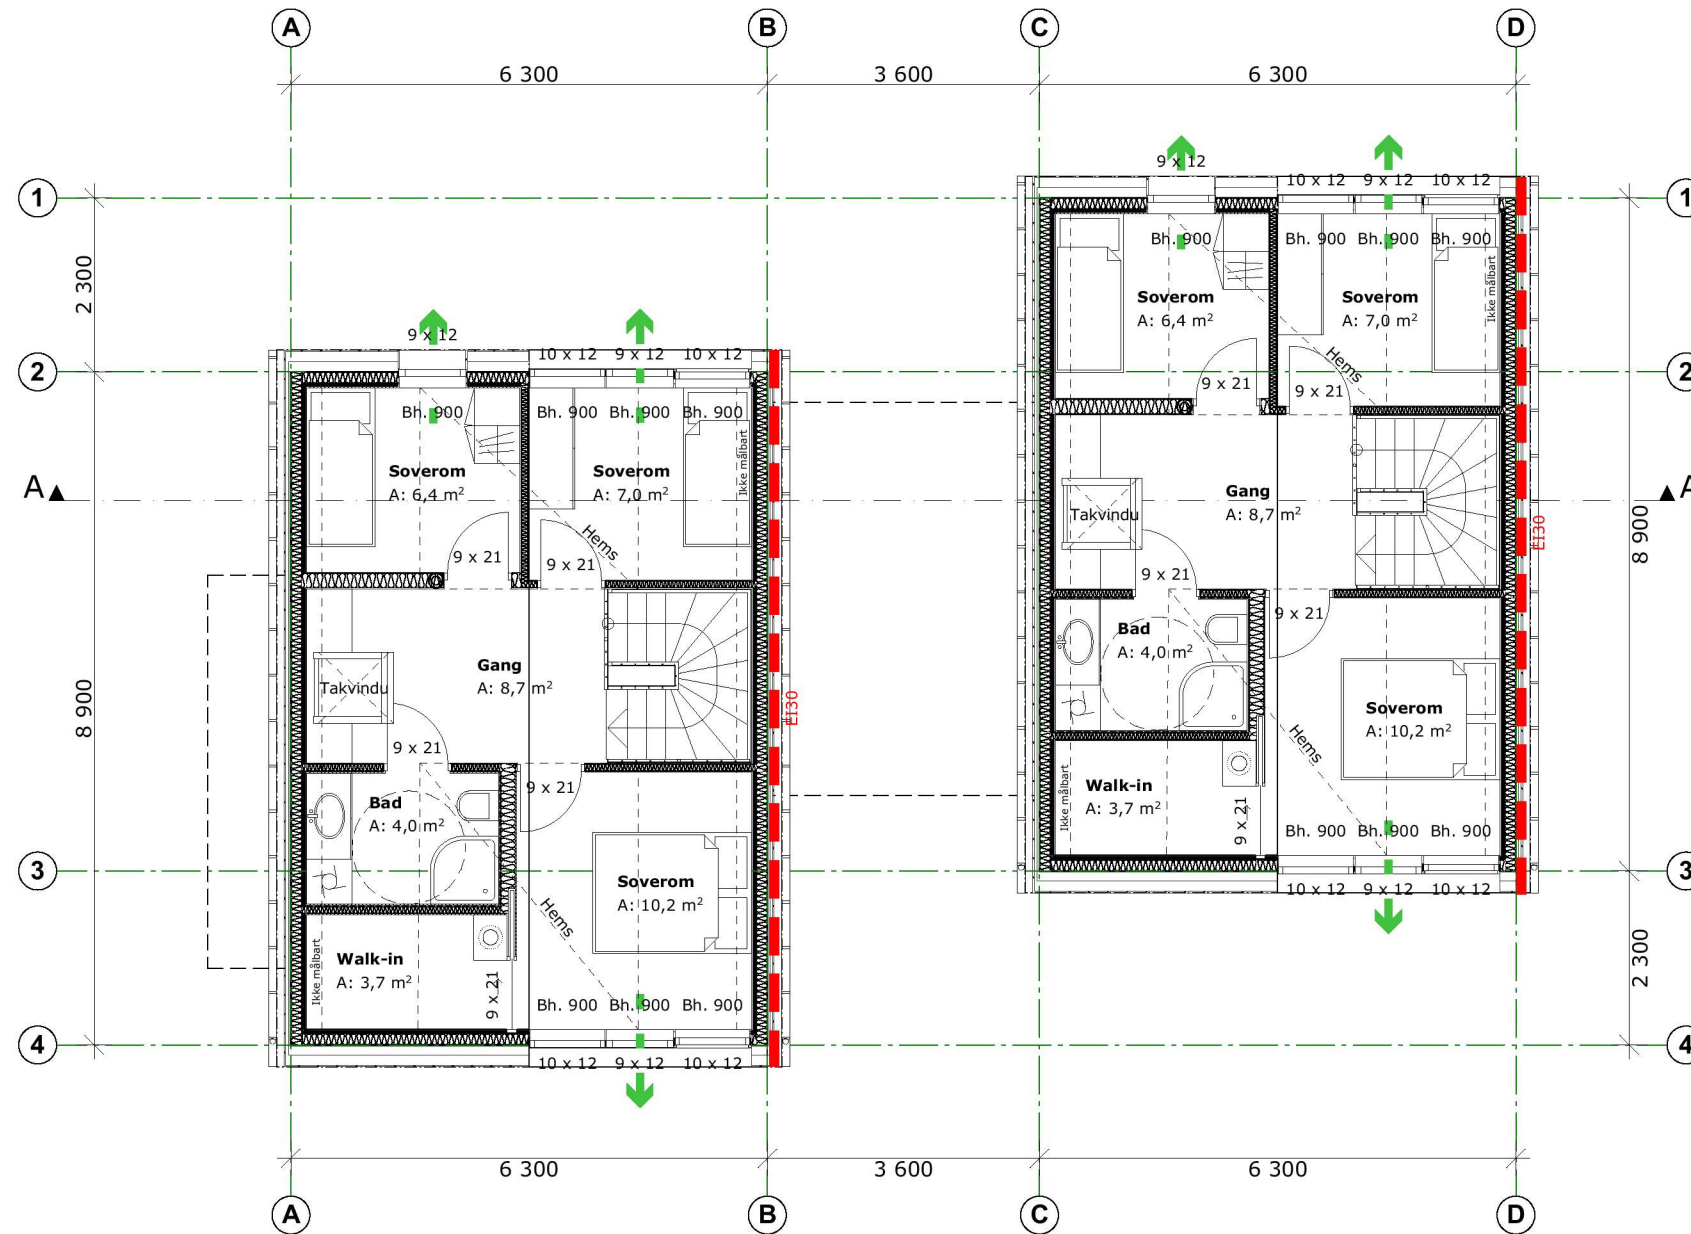 A B C D
6 300 3 600 6 300
1 1
2 300
9 x 12
10 x 12 9 x 12 10 x 12
Bh. 900 Bh. 900 Bh. 900 Bh. 900
Soverom
A: 6,4 m²
Soverom
A: 7,0 m²
Ikke målbart
Hems
9 x 21 9 x 21
2 2
9 x 12
10 x 12 9 x 12 10 x 12
Bh. 900 Bh. 900 Bh. 900 Bh. 900
Soverom
A: 6,4 m²
Soverom
A: 7,0 m²
Ikke målbart
Hems
9 x 21 9 x 21
A A
Gang
A: 8,7 m²
Takvindu
EI30
8 900
9 x 21
9 x 21
Bad
A: 4,0 m²
Soverom
A: 10,2 m²
Hems
Walk-in
A: 3,7 m²
Ikke målbart
9 x 21
Bh. 900 Bh. 900 Bh. 900
10 x 12 9 x 12 10 x 12
Gang
A: 8,7 m²
Takvindu
EI30
8 900
9 x 21
9 x 21
Bad
A: 4,0 m²
3 3
Soverom
A: 10,2 m²
Hems
Walk-in
A: 3,7 m²
Ikke målbart
9 x 21
2 300
Bh. 900 Bh. 900 Bh. 900
4 4
10 x 12 9 x 12 10 x 12
6 300 3 600 6 300
A B C D